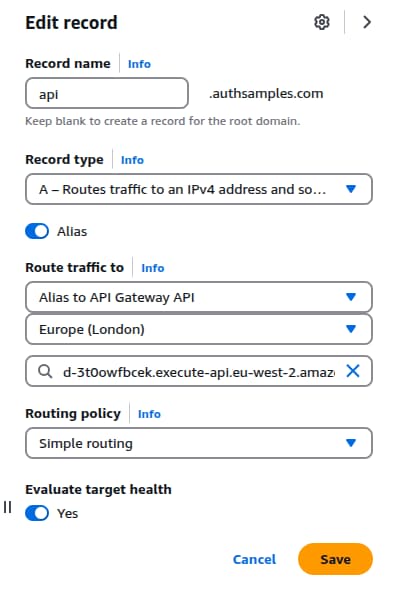 Edit record
Record name Info
api .authsamples.com
Keep blank to create a record for the root domain.
Record type Info
A – Routes traffic to an IPv4 address and so...
Alias
Route traffic to Info
Alias to API Gateway API
Europe (London)
d-3t0owfbcek.execute-api.eu-west-2.amaz
Routing policy Info
Simple routing
Evaluate target health
Yes
Cancel Save